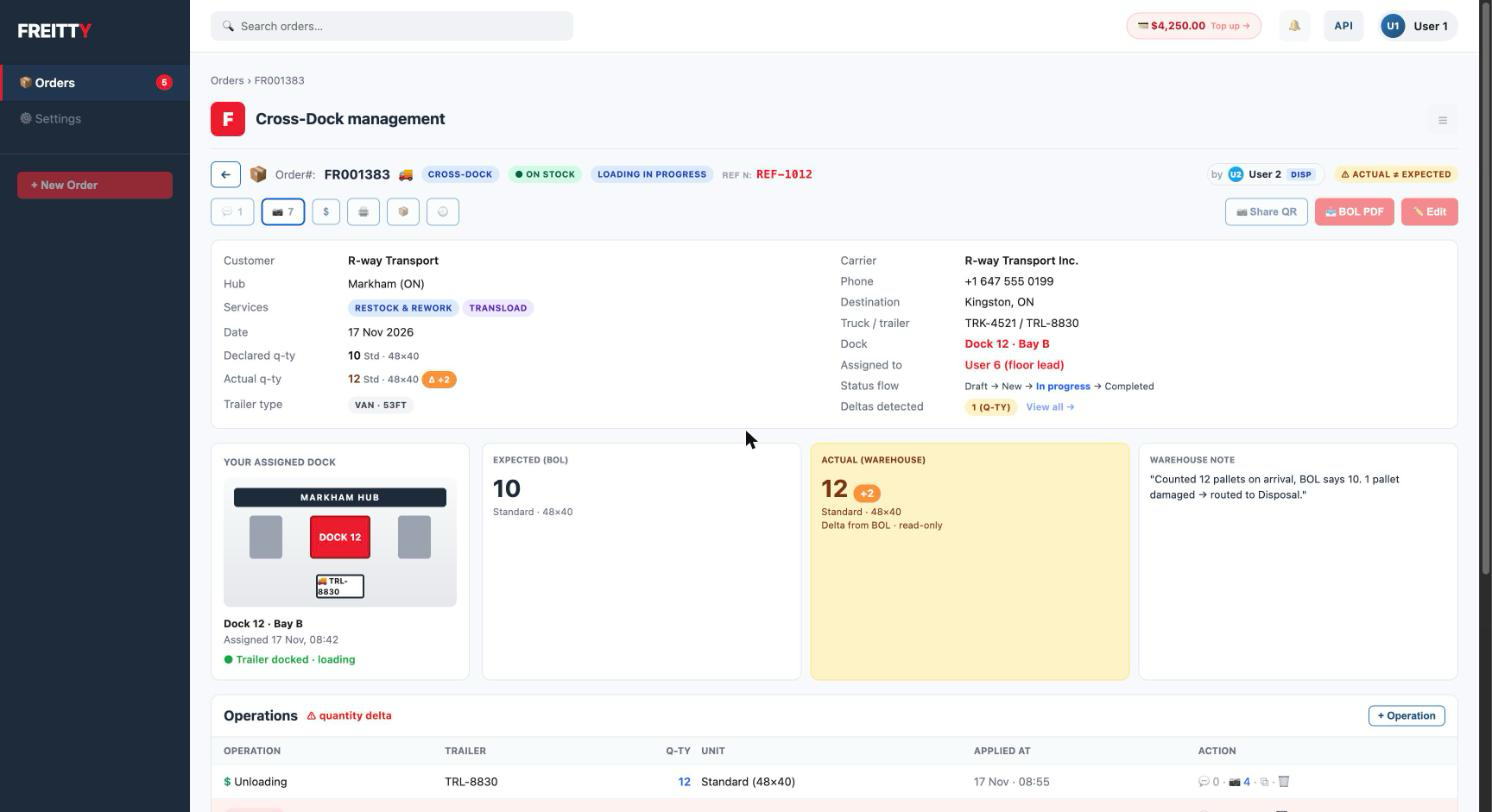 FREITTY
Search orders...
$4,250.00 Top up →
API
U1 User 1
Orders 5
Settings
+ New Order
Orders › FR001383
F Cross-Dock management
← Order#: FR001383 CROSS-DOCK ON STOCK LOADING IN PROGRESS REF N: REF-1012
by U2 User 2 DISP ⚠ ACTUAL ≠ EXPECTED
1 7 $
Share QR BOL PDF Edit
Customer R-way Transport
Hub Markham (ON)
Services RESTOCK & REWORK TRANSLOAD
Date 17 Nov 2026
Declared q-ty 10 Std · 48×40
Actual q-ty 12 Std · 48×40 Δ +2
Trailer type VAN · 53FT
Carrier R-way Transport Inc.
Phone +1 647 555 0199
Destination Kingston, ON
Truck / trailer TRK-4521 / TRL-8830
Dock Dock 12 · Bay B
Assigned to User 6 (floor lead)
Status flow Draft → New → In progress → Completed
Deltas detected 1 (Q-TY) View all →
YOUR ASSIGNED DOCK
MARKHAM HUB
DOCK 12
TRL-
8830
Dock 12 · Bay B
Assigned 17 Nov, 08:42
Trailer docked · loading
EXPECTED (BOL)
10
Standard · 48×40
ACTUAL (WAREHOUSE)
12 +2
Standard · 48×40
Delta from BOL · read-only
WAREHOUSE NOTE
"Counted 12 pallets on arrival, BOL says 10. 1 pallet
damaged → routed to Disposal."
Operations ⚠ quantity delta
+ Operation
OPERATION TRAILER Q-TY UNIT APPLIED AT ACTION
$ Unloading TRL-8830 12 Standard (48×40) 17 Nov · 08:55 0 · 4 ·  ·